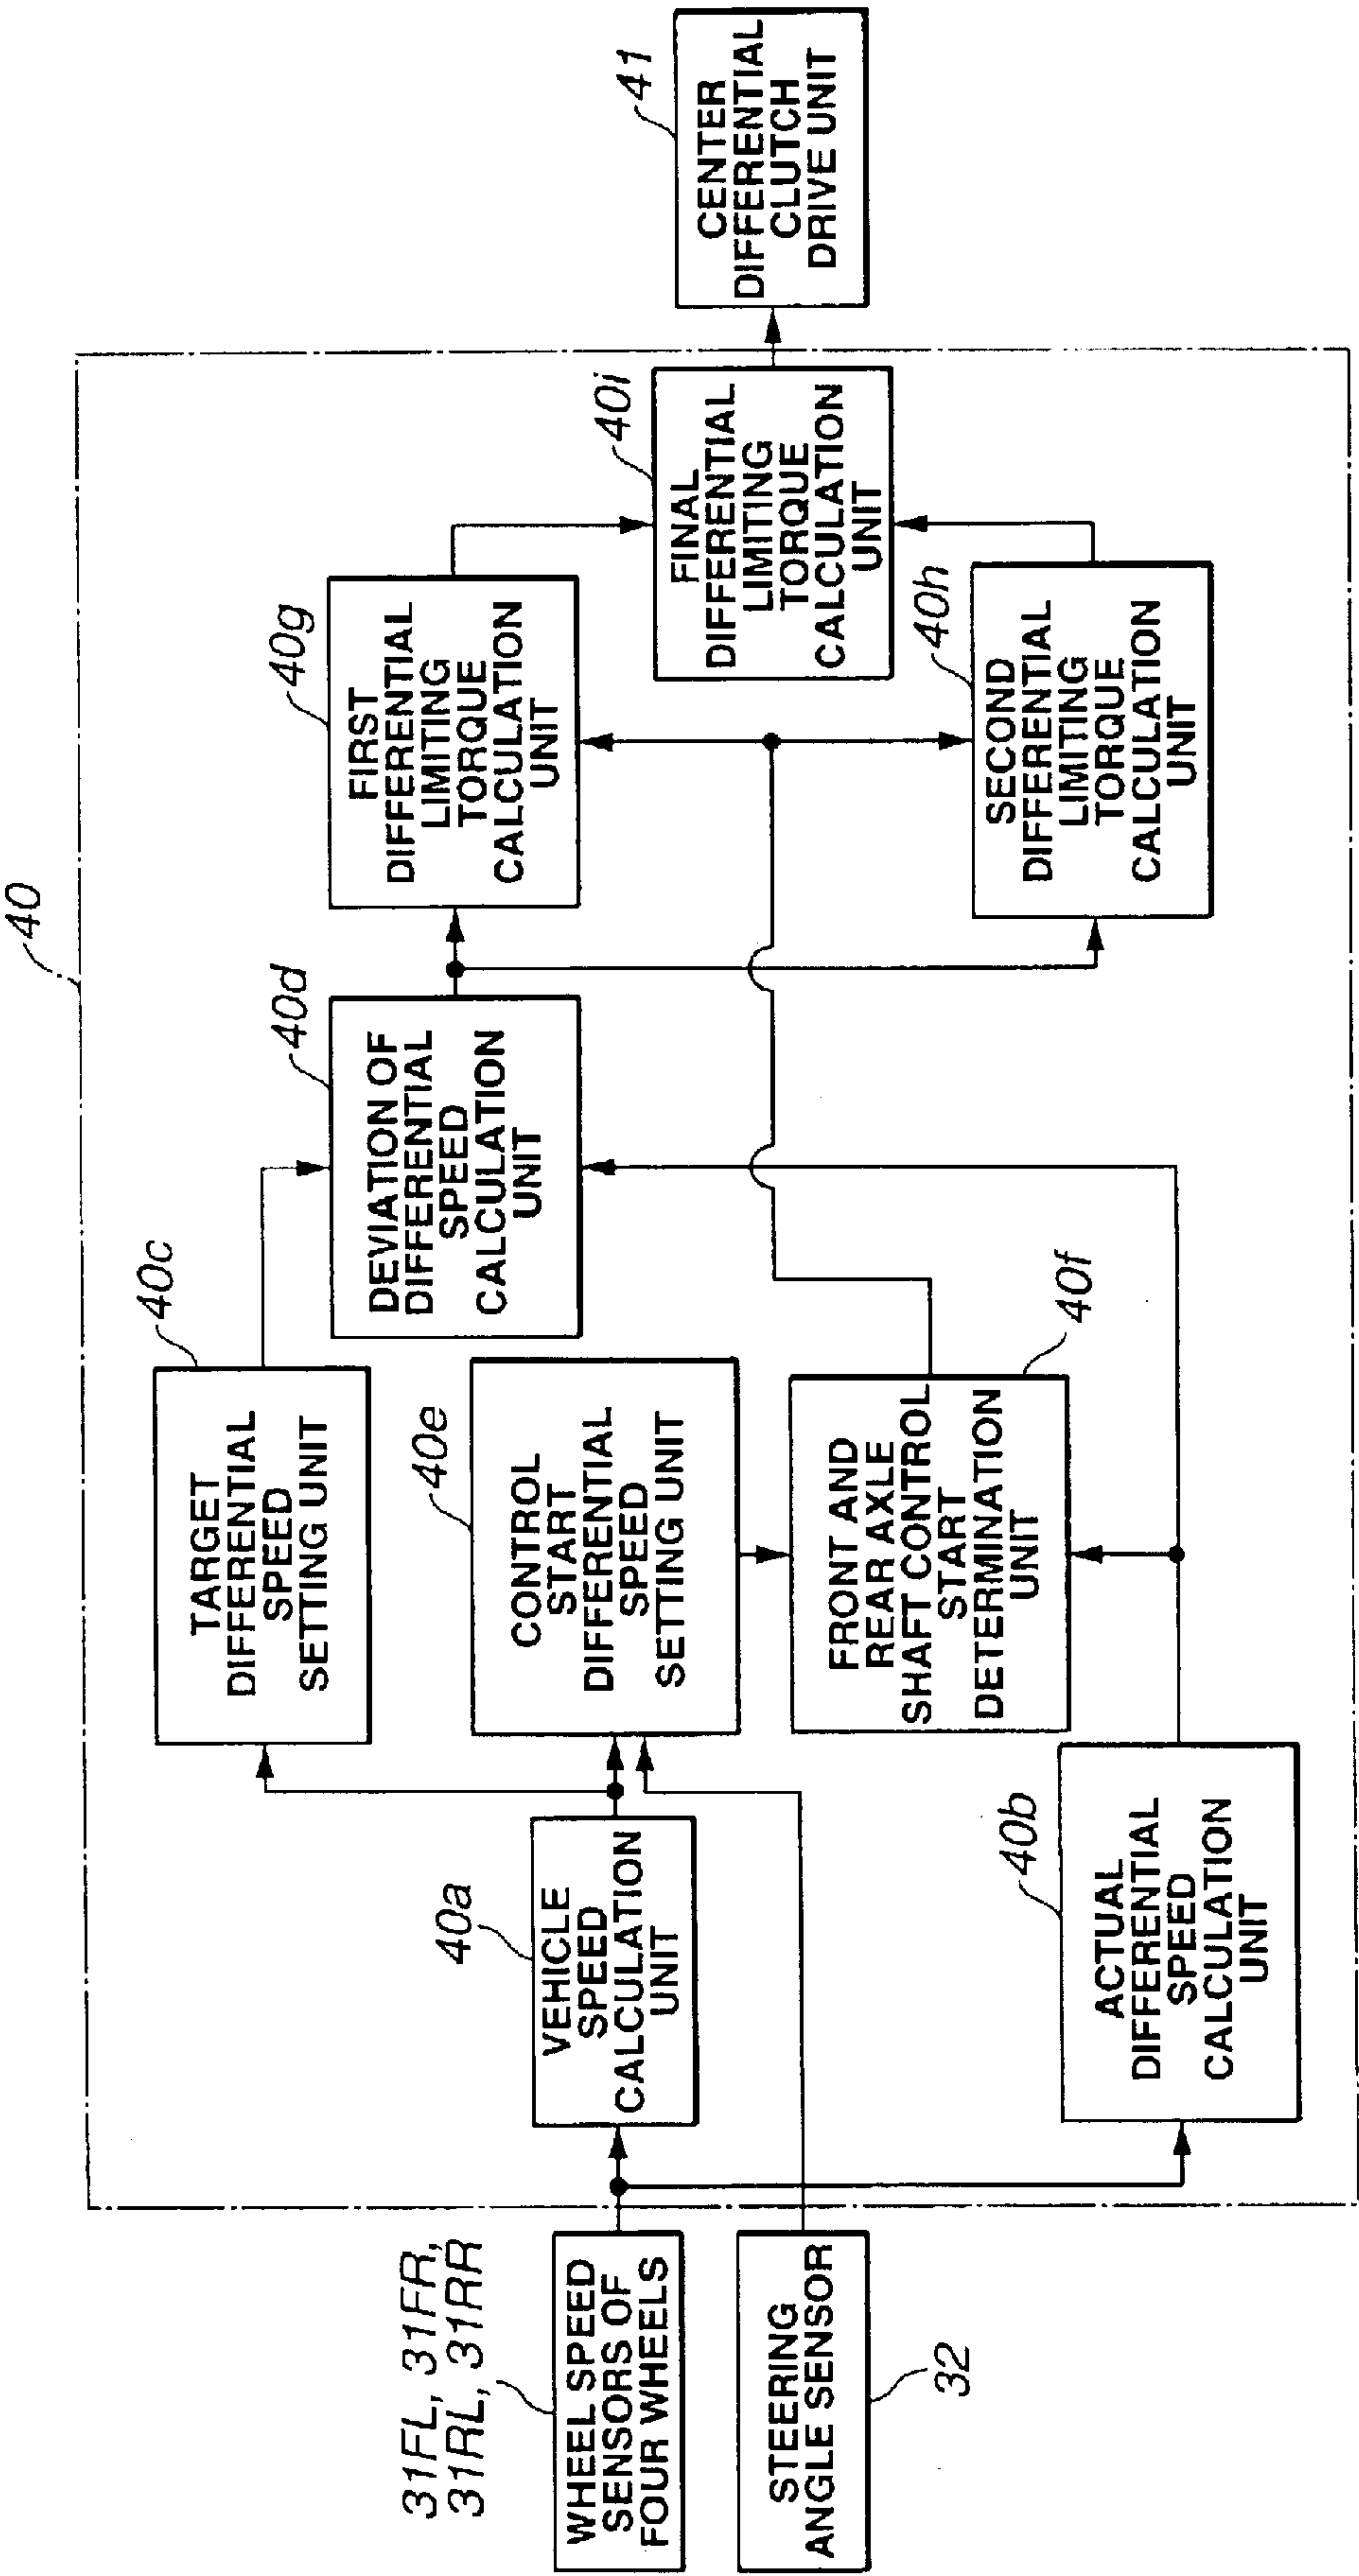 40
31FL, 31FR,
31RL, 31RR
WHEEL SPEED
SENSORS OF
FOUR WHEELS
STEERING
ANGLE SENSOR
32
40a
VEHICLE
SPEED
CALCULATION
UNIT
40b
ACTUAL
DIFFERENTIAL
SPEED
CALCULATION
UNIT
40c
TARGET
DIFFERENTIAL
SPEED
SETTING UNIT
40e
CONTROL
START
DIFFERENTIAL
SPEED
SETTING UNIT
FRONT AND
REAR AXLE
SHAFT CONTROL
START
DETERMINATION
UNIT
40f
40d
DEVIATION OF
DIFFERENTIAL
SPEED
CALCULATION
UNIT
40g
FIRST
DIFFERENTIAL
LIMITING
TORQUE
CALCULATION
UNIT
40h
SECOND
DIFFERENTIAL
LIMITING
TORQUE
CALCULATION
UNIT
40i
FINAL
DIFFERENTIAL
LIMITING
TORQUE
CALCULATION
UNIT
41
CENTER
DIFFERENTIAL
CLUTCH
DRIVE UNIT